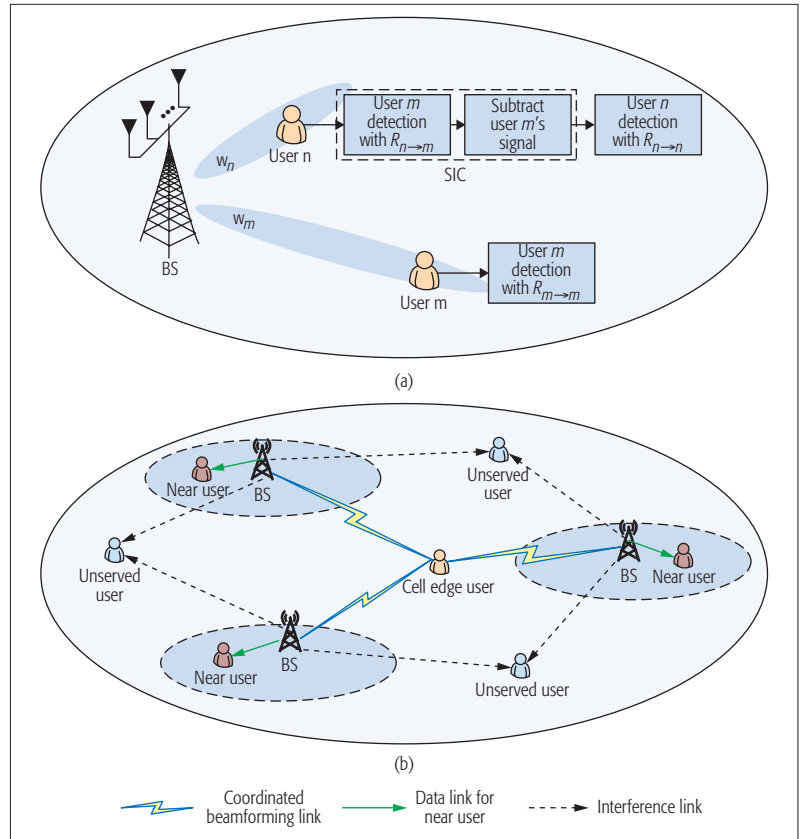 User n
User m
detection
with R_{n→m}
Subtract
user m's
signal
User n
detection
with R_{n→n}
SIC
w_n
w_m
BS
User m
User m
detection
with R_{m→m}
(a)
Near user
BS
Unserved
user
Unserved
user
Cell edge user
BS
Near user
BS
Near user
Unserved user
(b)
Coordinated
beamforming link
Data link for
near user
Interference link